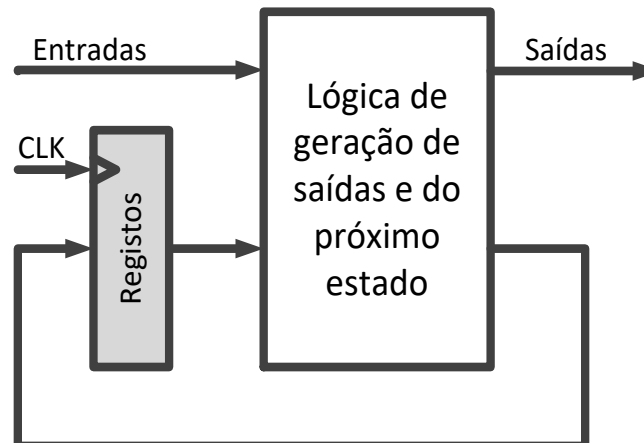 Entradas
Saídas
CLK
Registos
Lógica de
geração de
saídas e do
próximo
estado